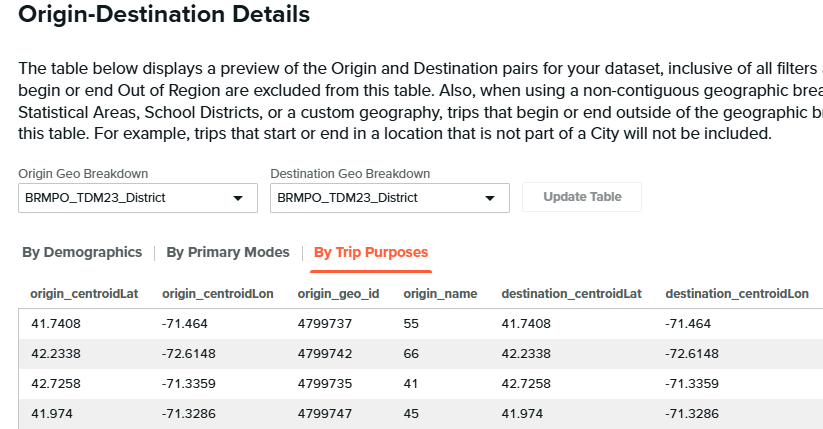 Origin-Destination Details
The table below displays a preview of the Origin and Destination pairs for your dataset, inclusive of all filters
begin or end Out of Region are excluded from this table. Also, when using a non-contiguous geographic brea
Statistical Areas, School Districts, or a custom geography, trips that begin or end outside of the geographic b
this table. For example, trips that start or end in a location that is not part of a City will not be included.
Origin Geo Breakdown Destination Geo Breakdown
BRMPO_TDM23_District BRMPO_TDM23_District Update Table
By Demographics By Primary Modes By Trip Purposes
origin_centroidLat origin_centroidLon origin_geo_id origin_name destination_centroidLat destination_centroidLon
41.7408 -71.464 4799737 55 41.7408 -71.464
42.2338 -72.6148 4799742 66 42.2338 -72.6148
42.7258 -71.3359 4799735 41 42.7258 -71.3359
41.974 -71.3286 4799747 45 41.974 -71.3286